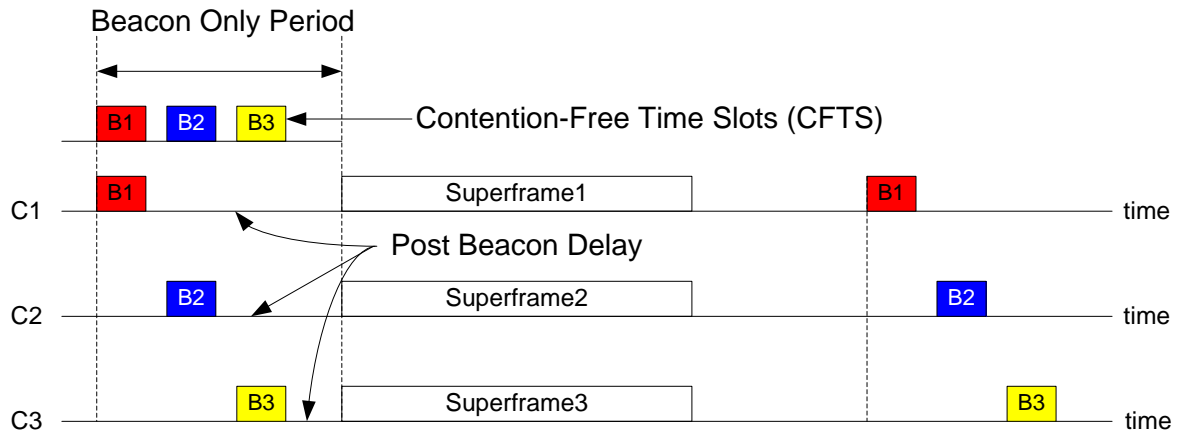 Beacon Only Period
B1 B2 B3 Contention-Free Time Slots (CFTS)
B1 Superframe1 B1
C1 time
Post Beacon Delay
B2 Superframe2 B2
C2 time
B3 Superframe3 B3
C3 time